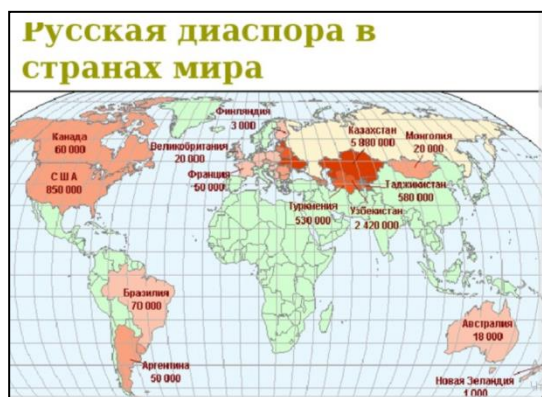 Русская диаспора в
странах мира
Финляндия
3 000
Канада
60 000
Великобритания
20 000
Казахстан
5 880 000
Монголия
20 000
С Ш А
850 000
Франция
50 000
Таджикистан
580 000
Туркмения
530 000
Узбекистан
2 420 000
Бразилия
70 000
Австралия
18 000
Аргентина
50 000
Новая Зеландия
1 000